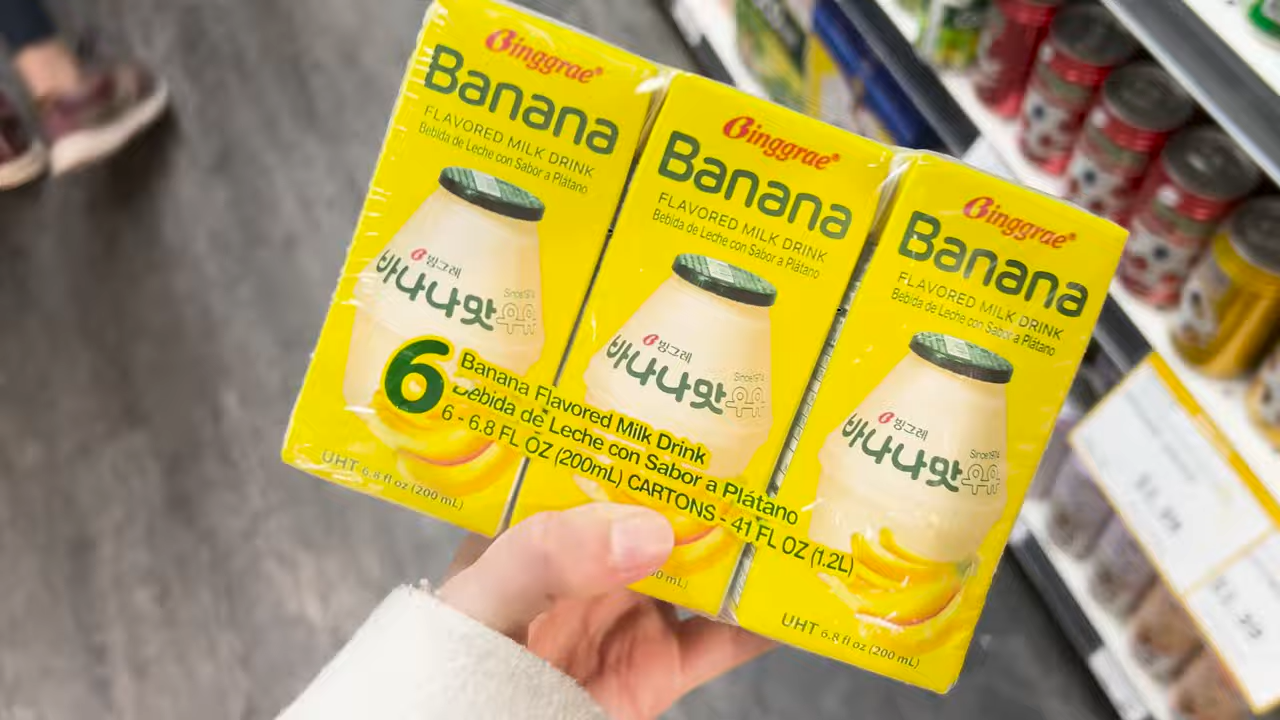 Binggrae®
Banana
FLAVORED MILK DRINK
Bebida de Leche con Sabor a Plátano
빙그레
바나나맛
Since1974
우유
UHT 6.8 fl oz (200 mL)
Binggrae®
Banana
FLAVORED MILK DRINK
Bebida de Leche con Sabor a Plátano
빙그레
바나나맛
Since1974
우유
Binggrae®
Banana
FLAVORED MILK DRINK
Bebida de Leche con Sabor a Plátano
빙그레
바나나맛
Since1974
우유
UHT 6.8 fl oz (200 mL)
6
Banana Flavored Milk Drink
Bebida de Leche con Sabor a Plátano
6 - 6.8 FL OZ (200mL) CARTONS - 41 FL OZ (1.2L)